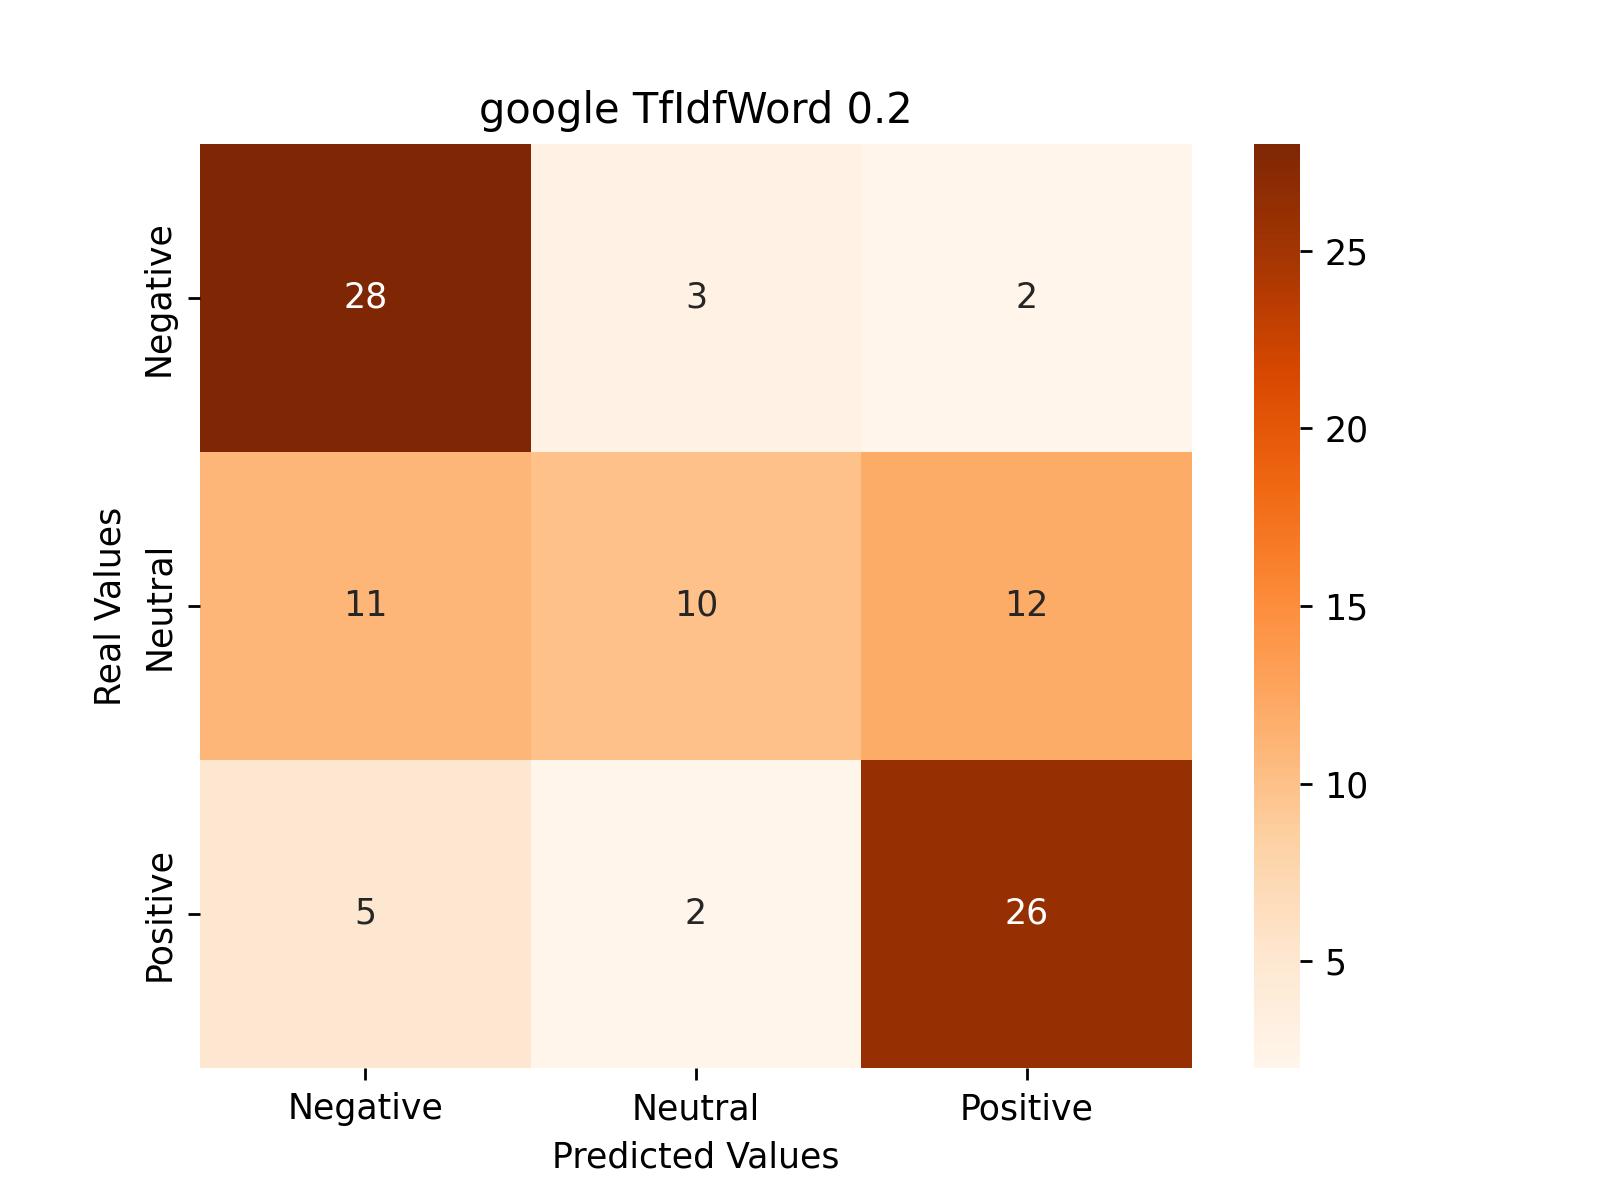 google TfIdfWord 0.2
Real Values
Negative
28
3
2
Neutral
11
10
12
Positive
5
2
26
Negative
Neutral
Positive
Predicted Values
25
20
15
10
5